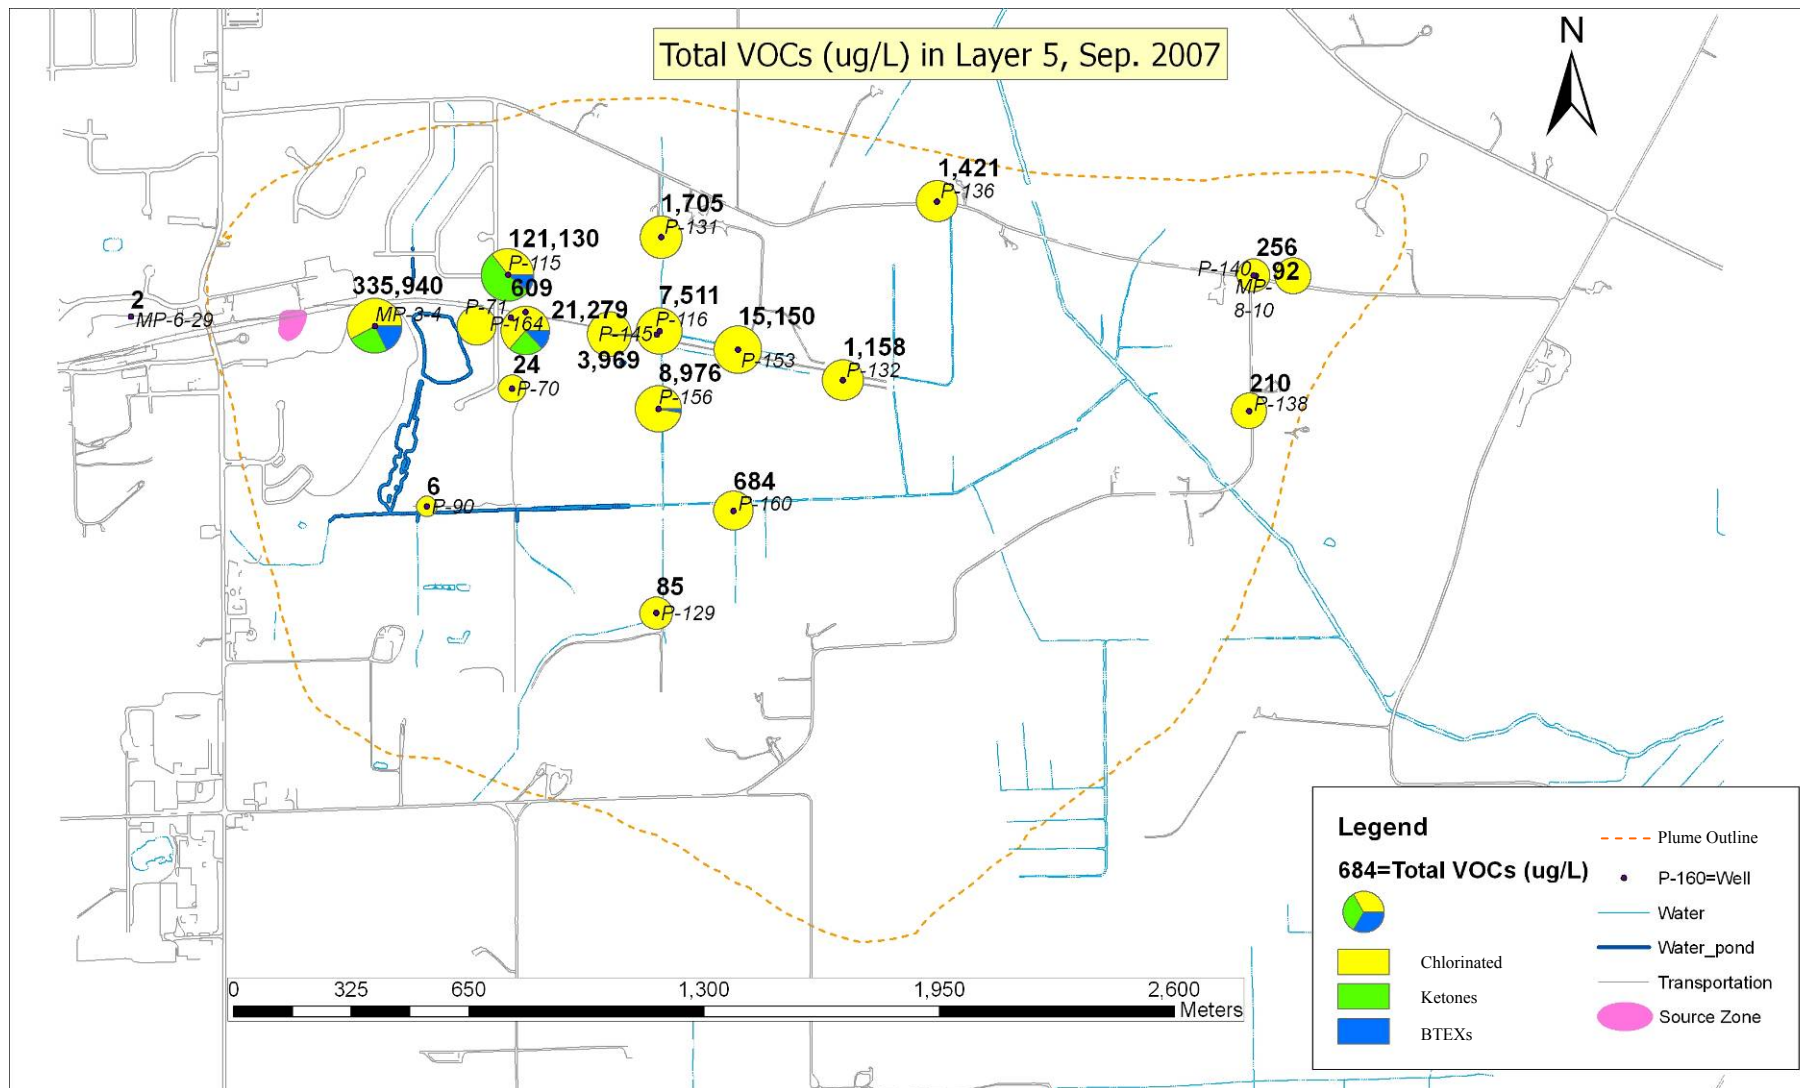 Total VOCs (ug/L) in Layer 5, Sep. 2007
N
1,421
P-136
1,705
P-131
121,130
P-115
256
P-140
92
MP-
8-10
335,940
MP-3-4
609
P-71
P-164
2
MP-6-29
21,279
P-145
3,969
7,511
P-116
15,150
P-153
1,158
P-132
24
P-70
8,976
P-156
210
P-138
6
P-90
684
P-160
85
P-129
Legend
684=Total VOCs (ug/L)
Chlorinated
Ketones
BTEXs
Plume Outline
P-160=Well
Water
Water_pond
Transportation
Source Zone
0 325 650 1,300 1,950 2,600
Meters